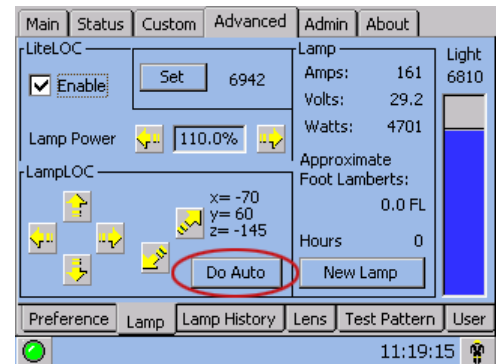 Main Status Custom Advanced Admin About
LiteLOC
Enable
Set 6942
Lamp Power 110.0%
LampLOC
x= -70
y= 60
z= -145
Do Auto
Lamp
Amps: 161
Volts: 29.2
Watts: 4701
Approximate
Foot Lamberts:
0.0 FL
Hours 0
New Lamp
Light
6810
Preference Lamp Lamp History Lens Test Pattern User
11:19:15